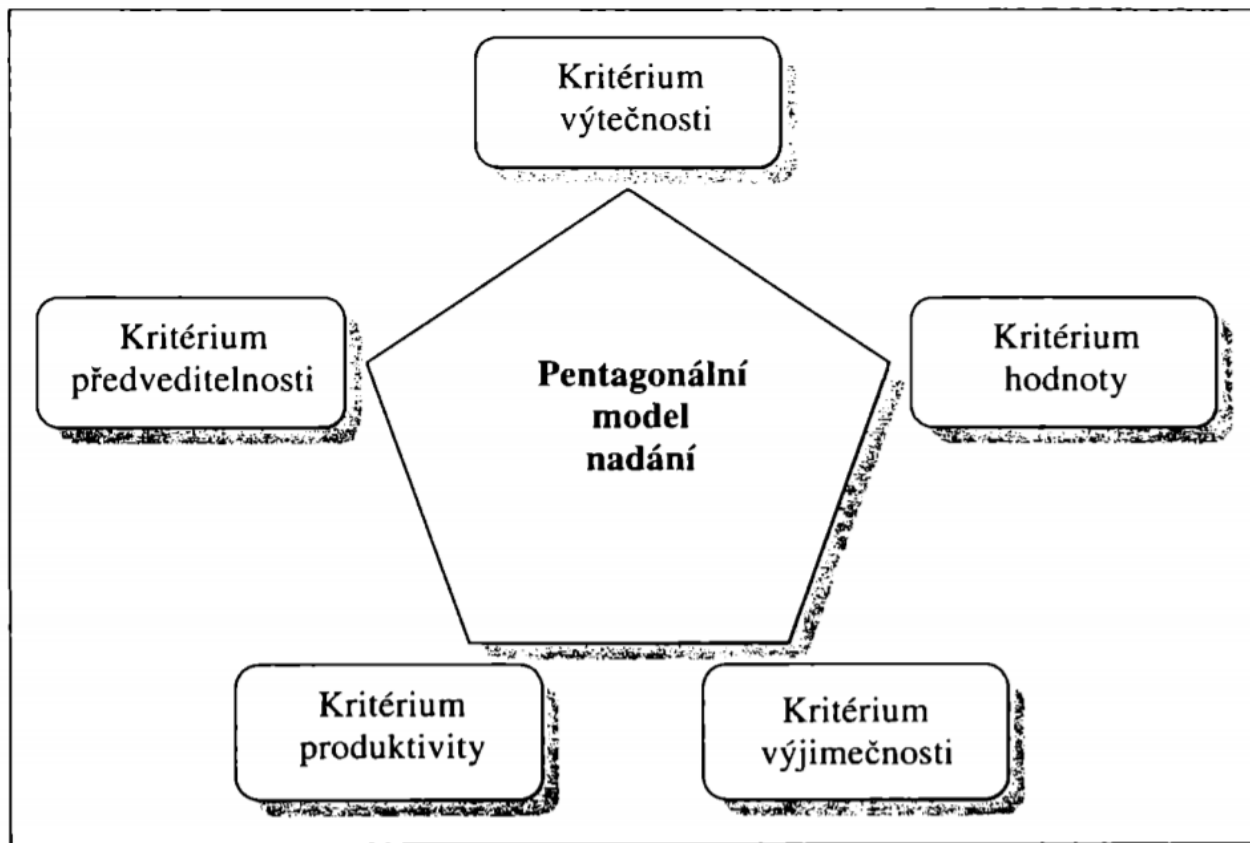 Kritérium
výtečnosti
Kritérium
předveditelnosti
Pentagonální
model
nadání
Kritérium
hodnoty
Kritérium
produktivity
Kritérium
výjimečnosti